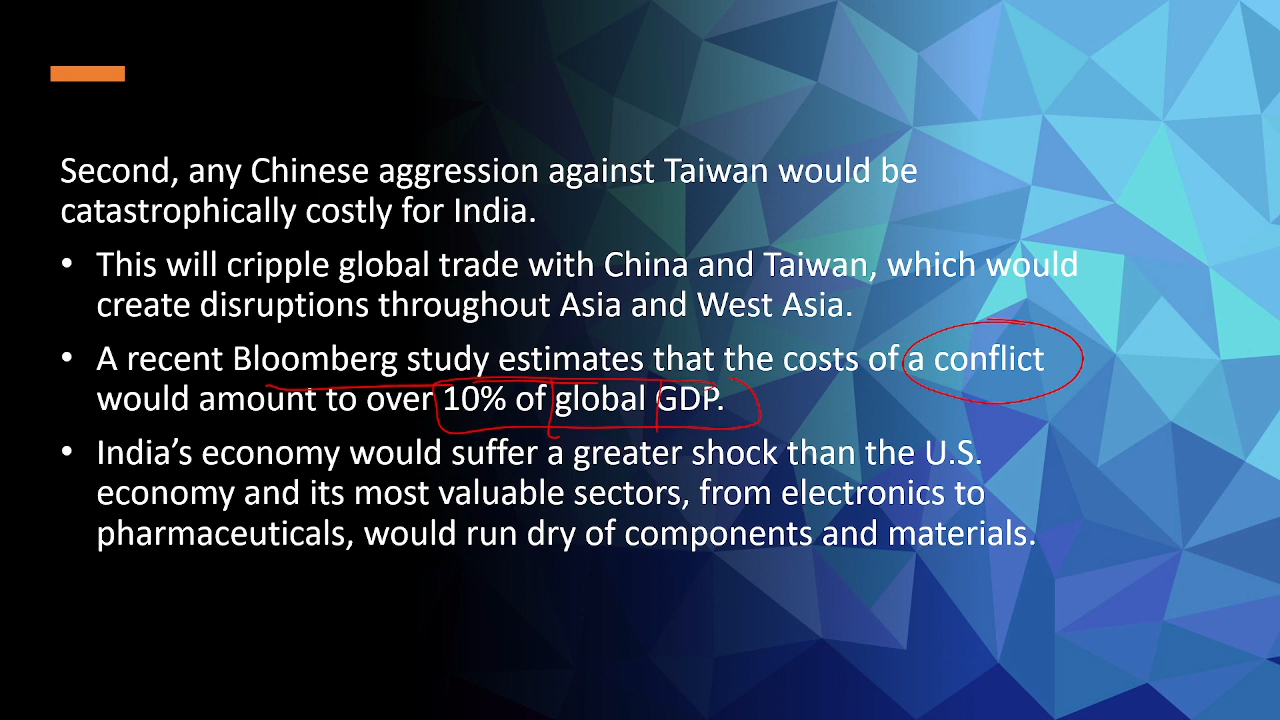 Second, any Chinese aggression against Taiwan would be
catastrophically costly for India.
• This will cripple global trade with China and Taiwan, which would
create disruptions throughout Asia and West Asia.
• A recent Bloomberg study estimates that the costs of a conflict
would amount to over 10% of global GDP.
• India’s economy would suffer a greater shock than the U.S.
economy and its most valuable sectors, from electronics to
pharmaceuticals, would run dry of components and materials.